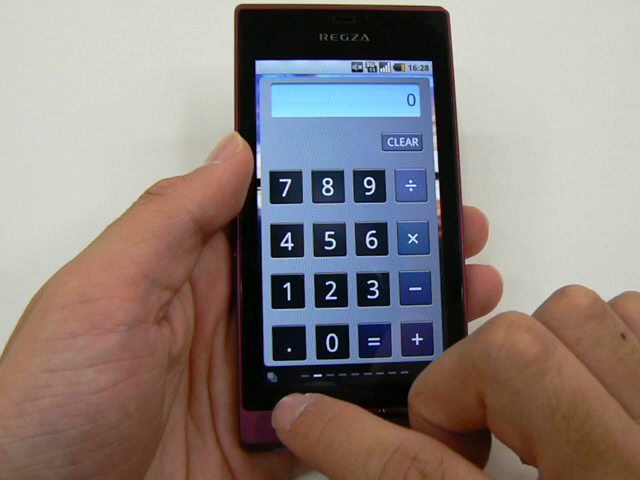 REGZA
16:28
0
CLEAR
7 8 9 ÷
4 5 6 ×
1 2 3 −
. 0 = +